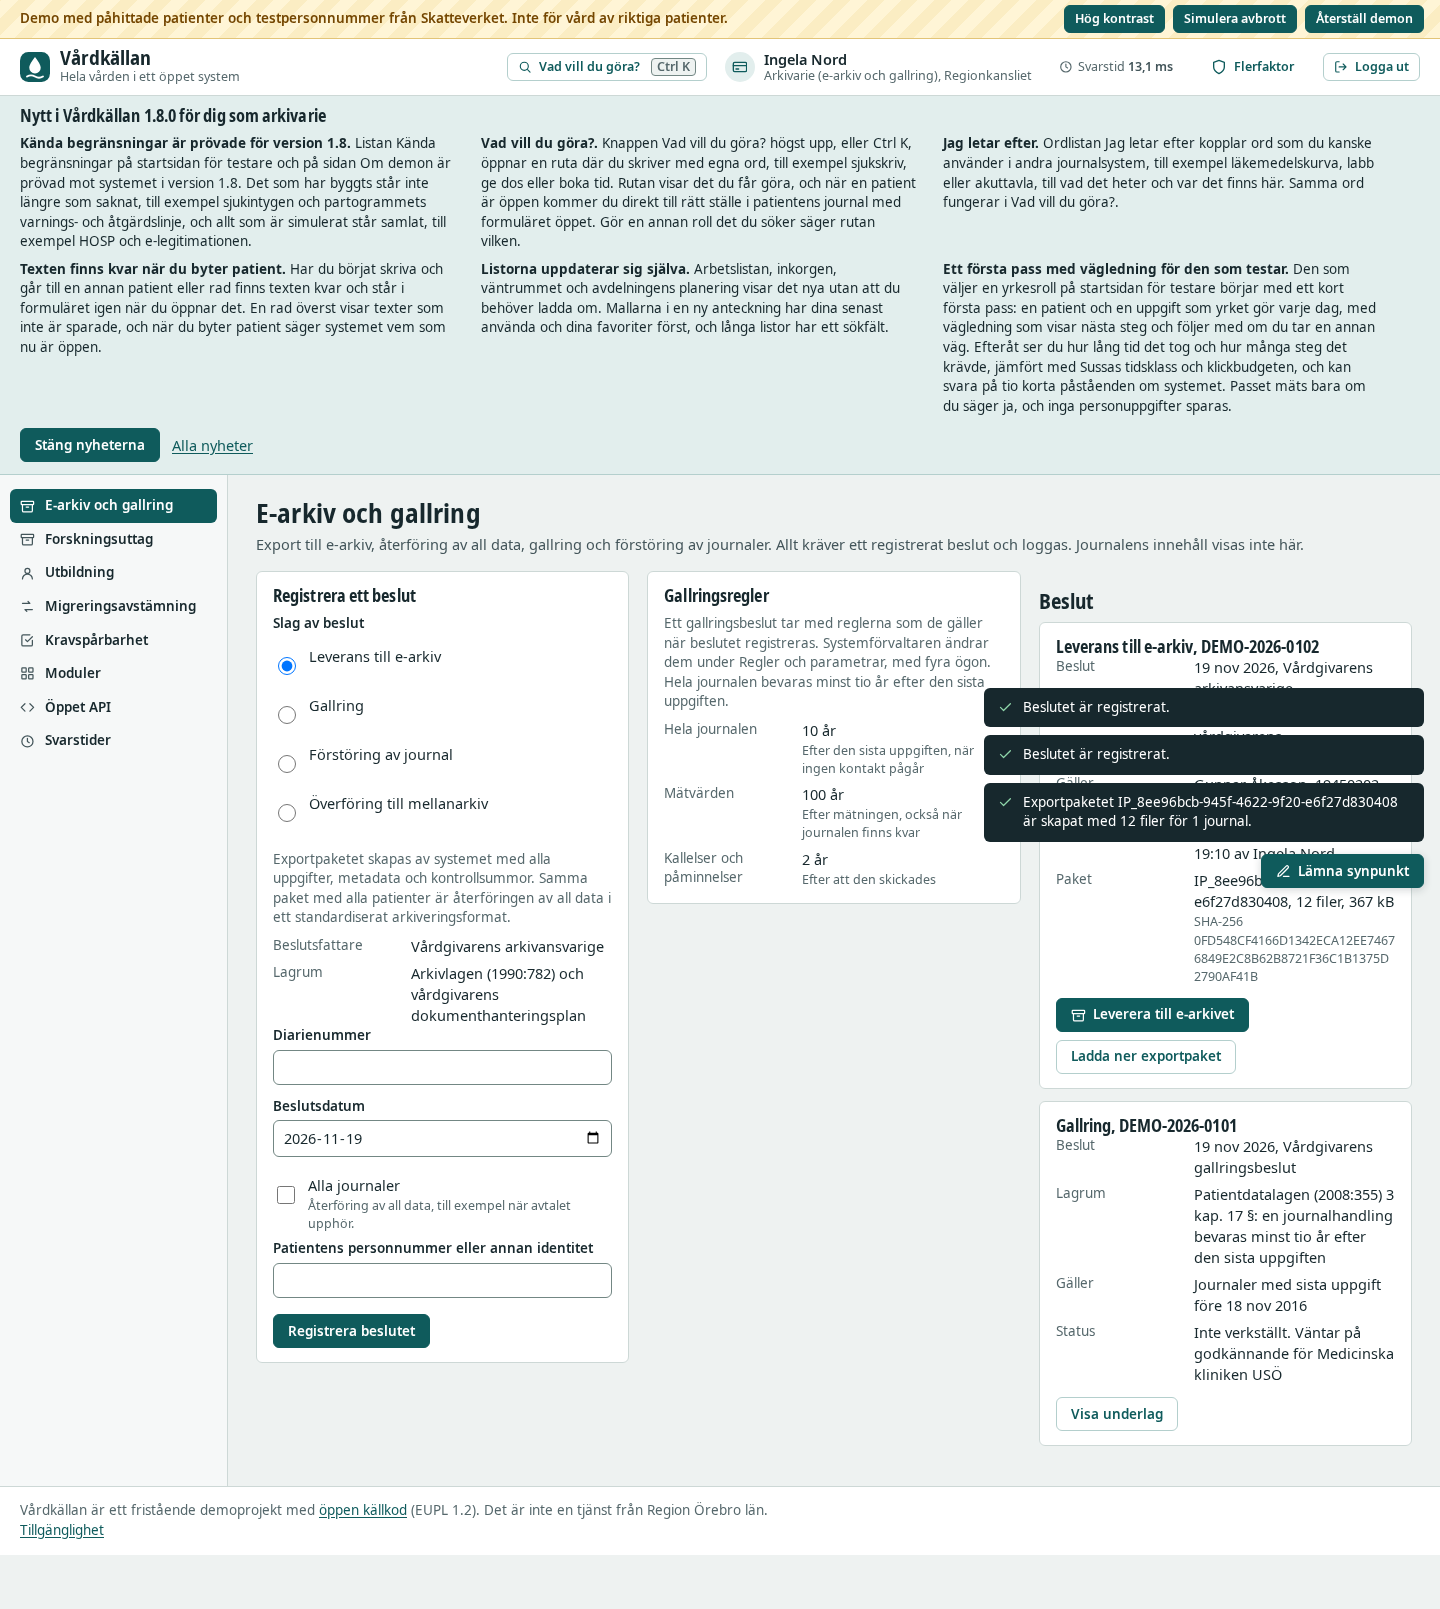 Demo med påhittade patienter och testpersonnummer från Skatteverket. Inte för vård av riktiga patienter.
Hög kontrast
Simulera avbrott
Återställ demon
Vårdkällan
Hela vården i ett öppet system
Vad vill du göra? Ctrl K
Ingela Nord
Arkivarie (e-arkiv och gallring), Regionkansliet
Svarstid 13,1 ms
Flerfaktor
Logga ut
Nytt i Vårdkällan 1.8.0 för dig som arkivarie
Kända begränsningar är prövade för version 1.8. Listan Kända
begränsningar på startsidan för testare och på sidan Om demon är
prövad mot systemet i version 1.8. Det som har byggts står inte
längre som saknat, till exempel sjukintygen och partogrammets
varnings- och åtgärdslinje, och allt som är simulerat står samlat, till
exempel HOSP och e-legitimationen.
Vad vill du göra?. Knappen Vad vill du göra? högst upp, eller Ctrl K,
öppnar en ruta där du skriver med egna ord, till exempel sjukskriv,
ge dos eller boka tid. Rutan visar det du får göra, och när en patient
är öppen kommer du direkt till rätt ställe i patientens journal med
formuläret öppet. Gör en annan roll det du söker säger rutan
vilken.
Jag letar efter. Ordlistan Jag letar efter kopplar ord som du kanske
använder i andra journalsystem, till exempel läkemedelskurva, labb
eller akuttavla, till vad det heter och var det finns här. Samma ord
fungerar i Vad vill du göra?.
Texten finns kvar när du byter patient. Har du börjat skriva och
går till en annan patient eller rad finns texten kvar och står i
formuläret igen när du öppnar det. En rad överst visar texter som
inte är sparade, och när du byter patient säger systemet vem som
nu är öppen.
Listorna uppdaterar sig själva. Arbetslistan, inkorgen,
väntrummet och avdelningens planering visar det nya utan att du
behöver ladda om. Mallarna i en ny anteckning har dina senast
använda och dina favoriter först, och långa listor har ett sökfält.
Ett första pass med vägledning för den som testar. Den som
väljer en yrkesroll på startsidan för testare börjar med ett kort
första pass: en patient och en uppgift som yrket gör varje dag, med
vägledning som visar nästa steg och följer med om du tar en annan
väg. Efteråt ser du hur lång tid det tog och hur många steg det
krävde, jämfört med Sussas tidsklass och klickbudgeten, och kan
svara på tio korta påståenden om systemet. Passet mäts bara om
du säger ja, och inga personuppgifter sparas.
Stäng nyheterna
Alla nyheter
E-arkiv och gallring
Forskningsuttag
Utbildning
Migreringsavstämning
Kravspårbarhet
Moduler
Öppet API
Svarstider
E-arkiv och gallring
Export till e-arkiv, återföring av all data, gallring och förstöring av journaler. Allt kräver ett registrerat beslut och loggas. Journalens innehåll visas inte här.
Registrera ett beslut
Slag av beslut
Leverans till e-arkiv
Gallring
Förstöring av journal
Överföring till mellanarkiv
Exportpaketet skapas av systemet med alla
uppgifter, metadata och kontrollsummor. Samma
paket med alla patienter är återföringen av all data i
ett standardiserat arkiveringsformat.
Beslutsfattare Vårdgivarens arkivansvarige
Lagrum Arkivlagen (1990:782) och
vårdgivarens
dokumenthanteringsplan
Diarienummer
Beslutsdatum
2026-11-19
Alla journaler
Återföring av all data, till exempel när avtalet
upphör.
Patientens personnummer eller annan identitet
Registrera beslutet
Gallringsregler
Ett gallringsbeslut tar med reglerna som de gäller
när beslutet registreras. Systemförvaltaren ändrar
dem under Regler och parametrar, med fyra ögon.
Hela journalen bevaras minst tio år efter den sista
uppgiften.
Hela journalen 10 år
Efter den sista uppgiften, när
ingen kontakt pågår
Mätvärden 100 år
Efter mätningen, också när
journalen finns kvar
Kallelser och
påminnelser
2 år
Efter att den skickades
Beslut
Leverans till e-arkiv, DEMO-2026-0102
Beslut 19 nov 2026, Vårdgivarens
Beslutet är registrerat.
Beslutet är registrerat.
Exportpaketet IP_8ee96bcb-945f-4622-9f20-e6f27d830408
är skapat med 12 filer för 1 journal.
19:10 av Ingela Nord
Lämna synpunkt
Paket IP_8ee96b
e6f27d830408, 12 filer, 367 kB
SHA-256
0FD548CF4166D1342ECA12EE7467
6849E2C8B62B8721F36C1B1375D
2790AF41B
Leverera till e-arkivet
Ladda ner exportpaket
Gallring, DEMO-2026-0101
Beslut 19 nov 2026, Vårdgivarens
gallringsbeslut
Lagrum Patientdatalagen (2008:355) 3
kap. 17 §: en journalhandling
bevaras minst tio år efter
den sista uppgiften
Gäller Journaler med sista uppgift
före 18 nov 2016
Status Inte verkställt. Väntar på
godkännande för Medicinska
kliniken USÖ
Visa underlag
Vårdkällan är ett fristående demoprojekt med öppen källkod (EUPL 1.2). Det är inte en tjänst från Region Örebro län.
Tillgänglighet